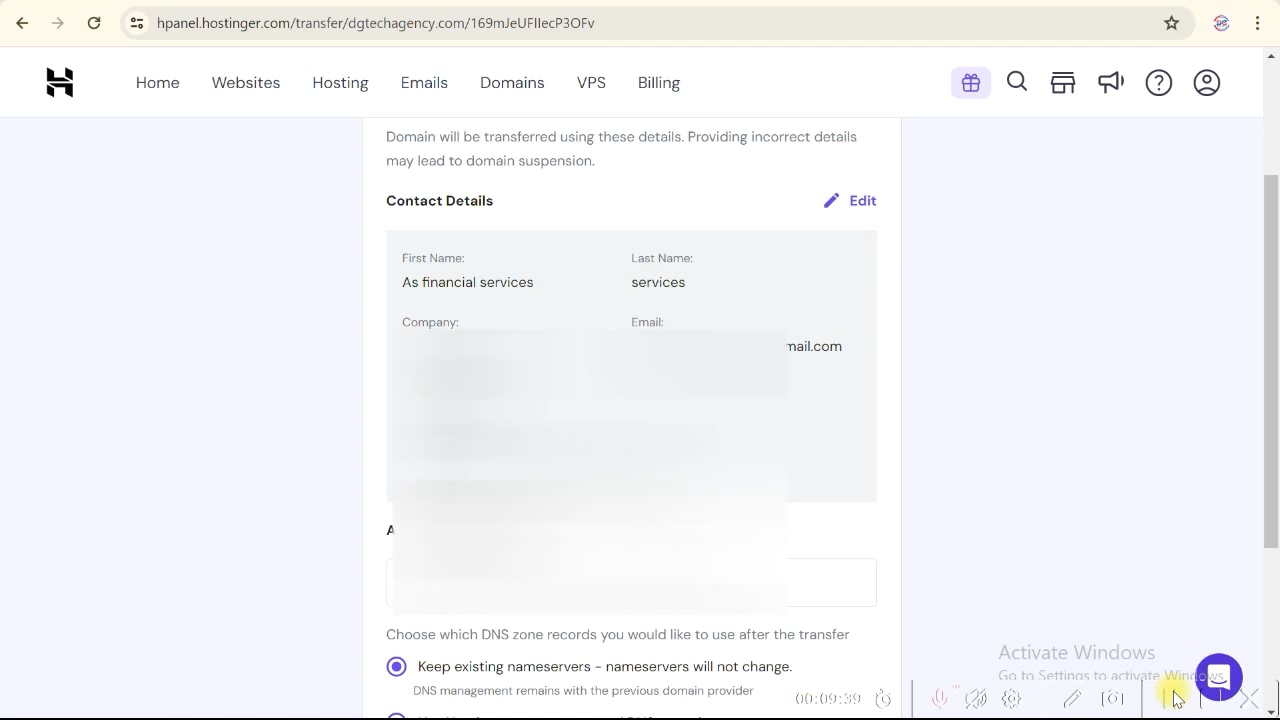 hpanel.hostinger.com/transfer/dgtechagency.com/169mJeUFIIecP3OFv
Home Websites Hosting Emails Domains VPS Billing
Domain will be transferred using these details. Providing incorrect details
may lead to domain suspension.
Contact Details
Edit
First Name: Last Name:
As financial services services
Company: Email:
mail.com
Choose which DNS zone records you would like to use after the transfer
Keep existing nameservers - nameservers will not change.
DNS management remains with the previous domain provider
Activate Windows
Go to Settings to activate Windows.
00:09:39